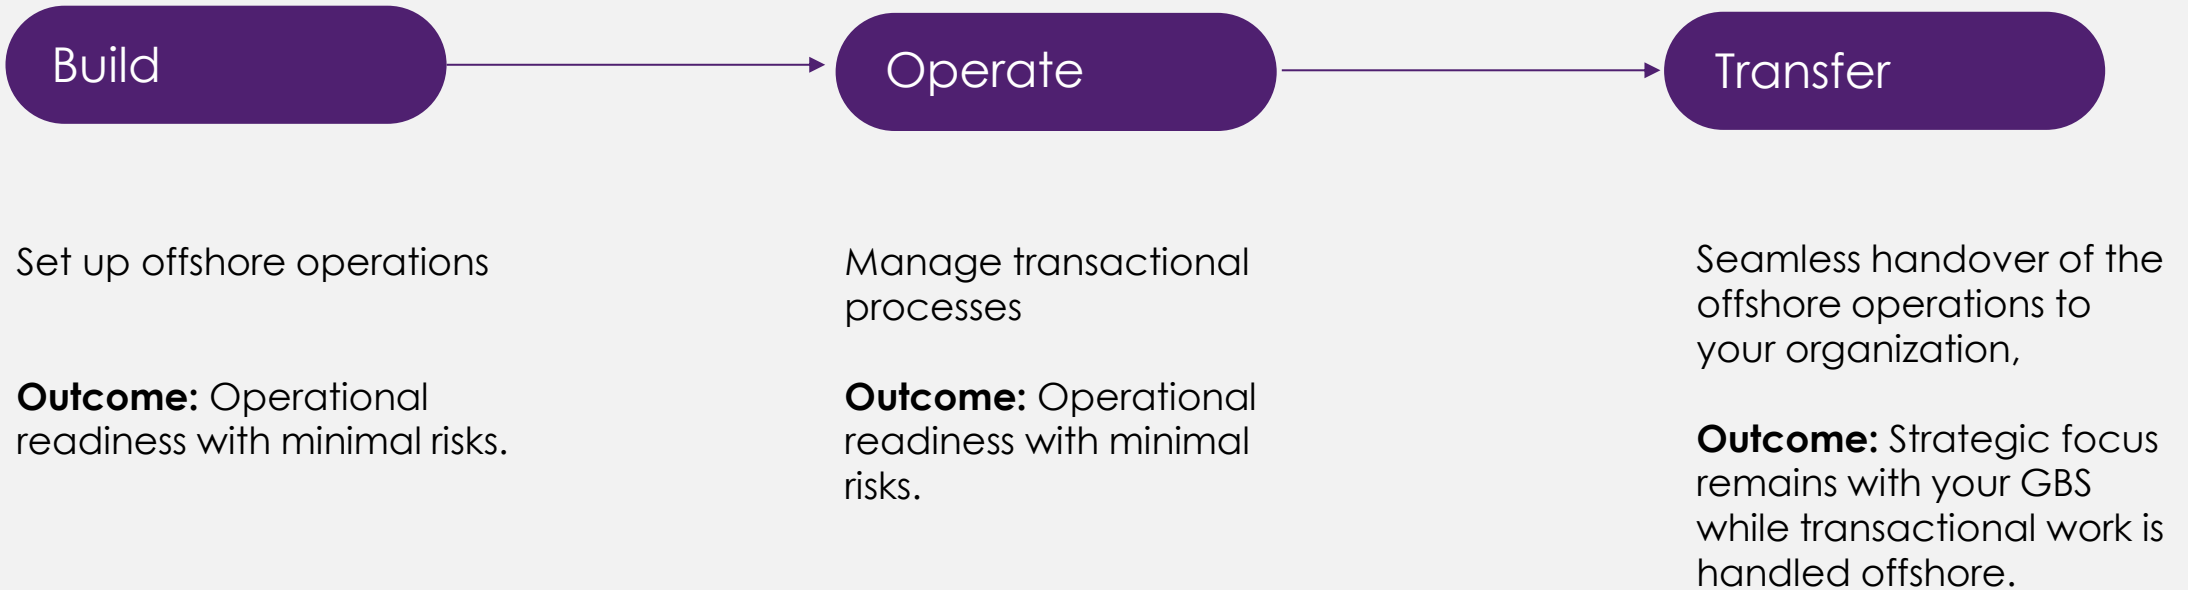 Build
Set up offshore operations
Outcome: Operational
readiness with minimal risks.
Operate
Manage transactional
processes
Outcome: Operational
readiness with minimal
risks.
Transfer
Seamless handover of the
offshore operations to
your organization,
Outcome: Strategic focus
remains with your GBS
while transactional work is
handled offshore.